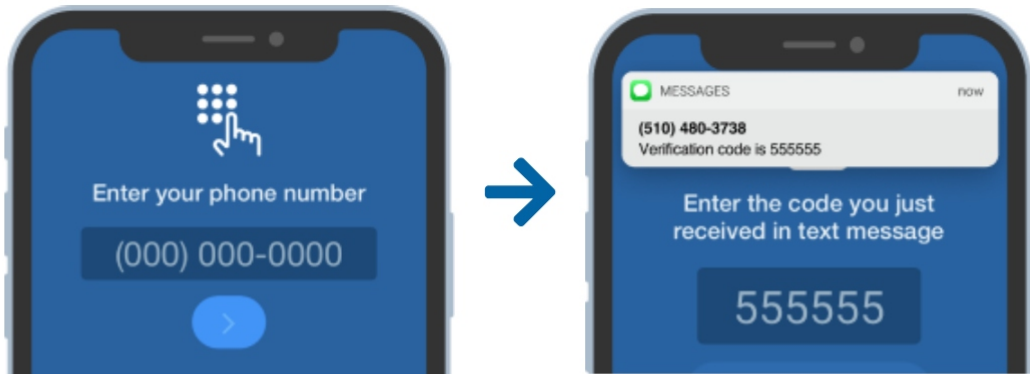 Enter your phone number
(000) 000-0000
MESSAGES
now
(510) 480-3738
Verification code is 555555
Enter the code you just
received in text message
555555